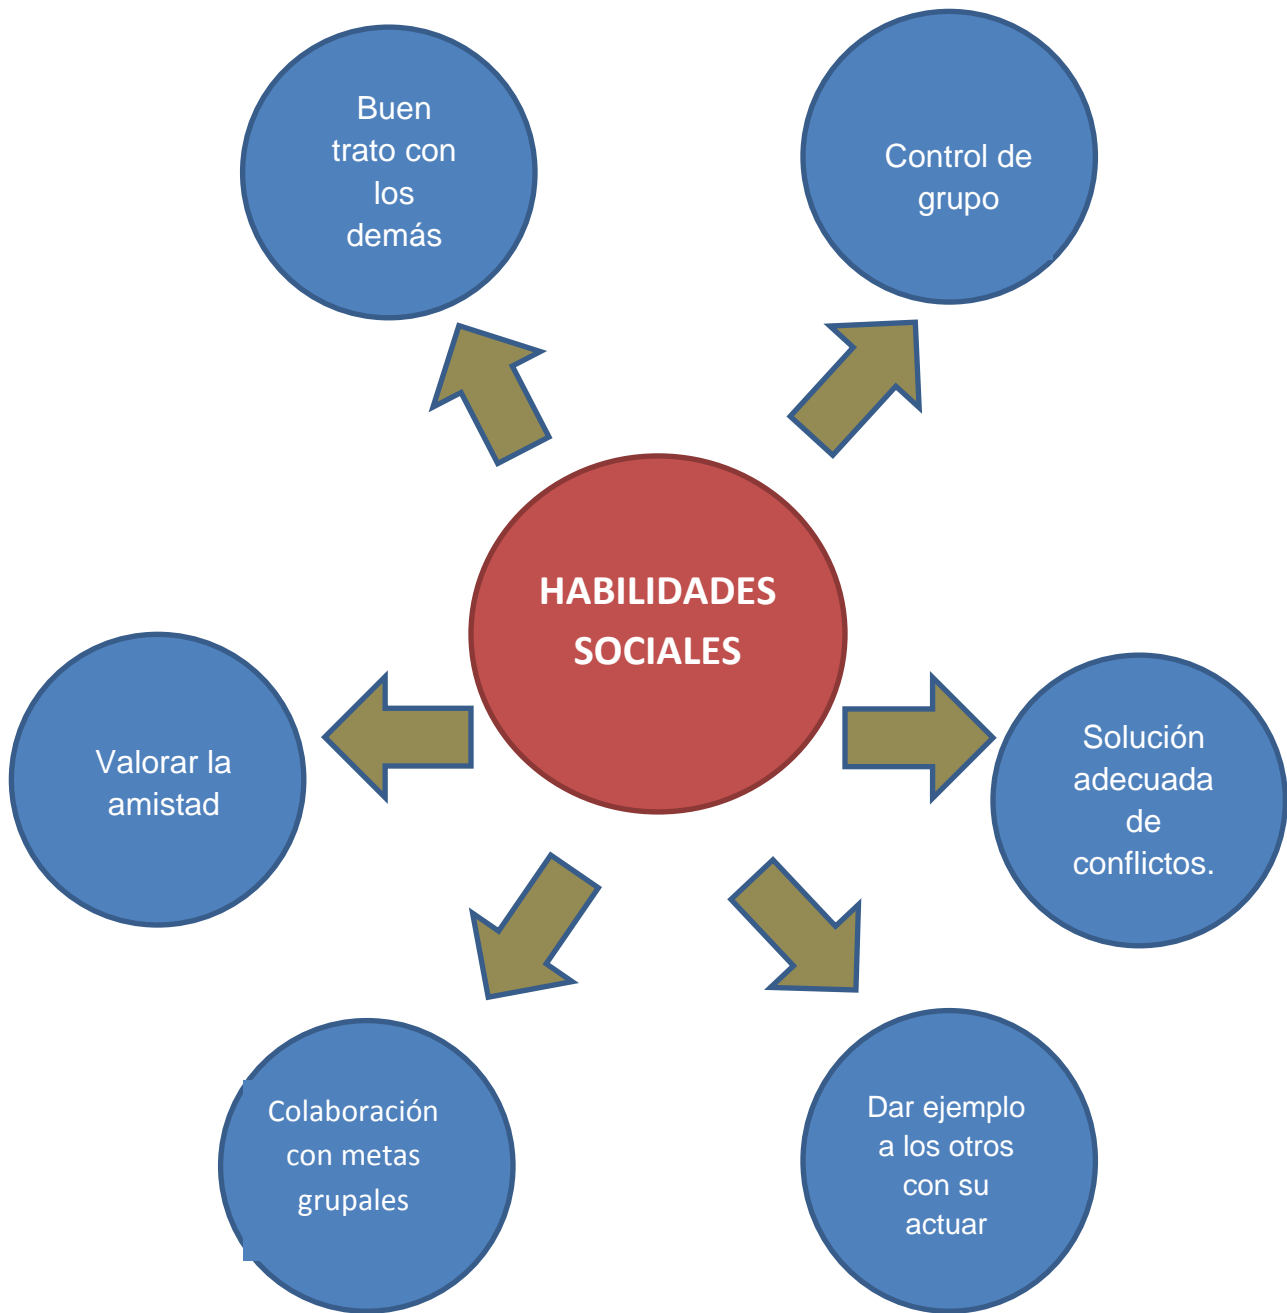 Buen
trato con
los
demás
Control de
grupo
HABILIDADES
SOCIALES
Valorar la
amistad
Solución
adecuada
de
conflictos.
Colaboración
con metas
grupales
Dar ejemplo
a los otros
con su
actuar